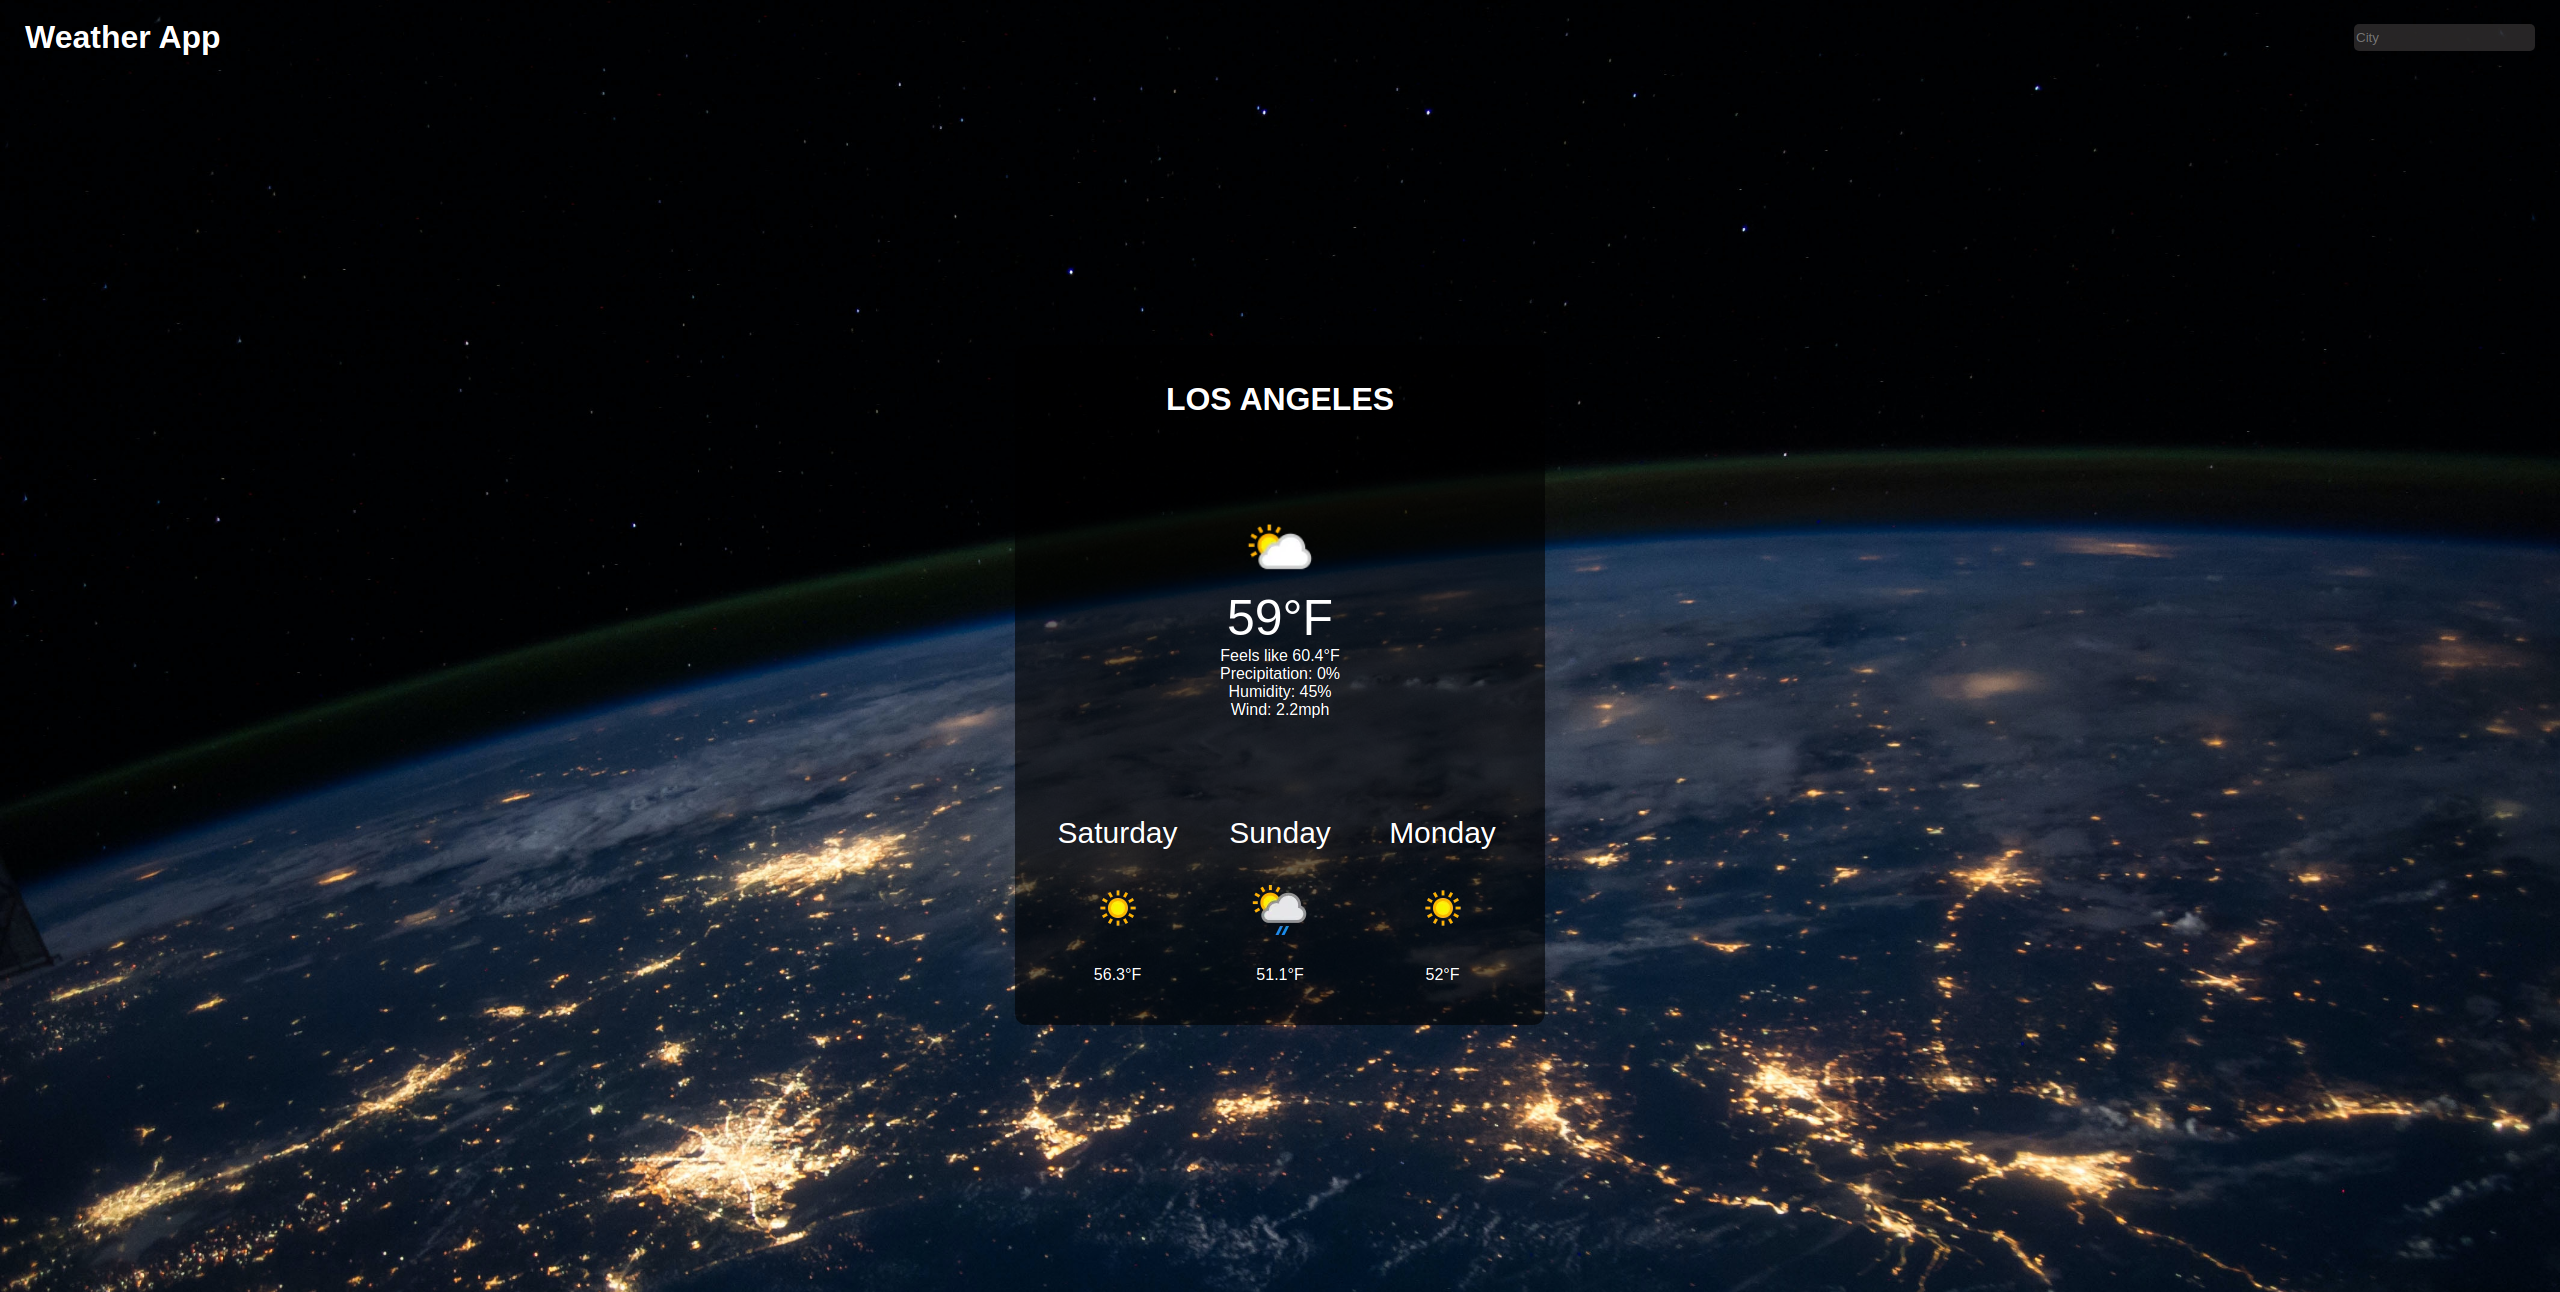 Weather App
City
LOS ANGELES
59°F
Feels like 60.4°F
Precipitation: 0%
Humidity: 45%
Wind: 2.2mph
Saturday Sunday Monday
56.3°F 51.1°F 52°F